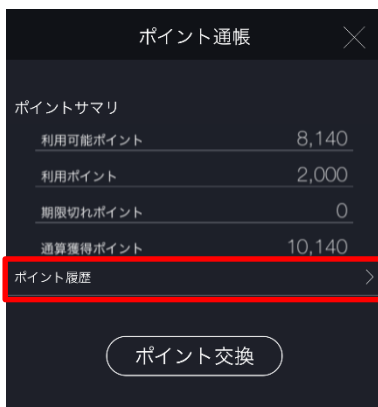 ポイント通帳
ポイントサマリ
利用可能ポイント 8,140
利用ポイント 2,000
期限切れポイント 0
通算獲得ポイント 10,140
ポイント履歴
ポイント交換